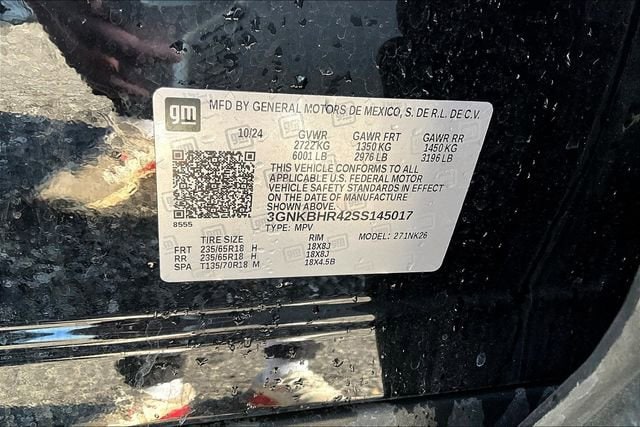 gm
MFD BY GENERAL MOTORS DE MEXICO, S. DE R.L. DE C.V.
10/24 GVWR GAWR FRT GAWR RR
2722KG 1350 KG 1450 KG
6001 LB 2976 LB 3196 LB
THIS VEHICLE CONFORMS TO ALL
APPLICABLE U.S. FEDERAL MOTOR
VEHICLE SAFETY STANDARDS IN EFFECT
ON THE DATE OF MANUFACTURE
SHOWN ABOVE.
3GNKBHR42SS145017
8555
TYPE: MPV
TIRE SIZE RIM MODEL: 271NK26
FRT 235/65R18 H 18X8J
RR 235/65R18 H 18X8J
SPA T135/70R18 M 18X4.5B